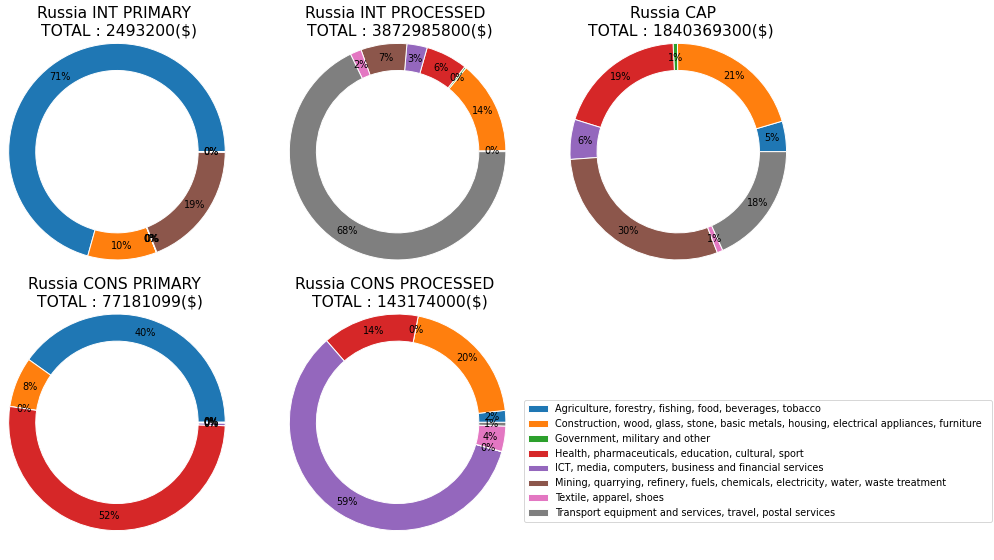 Russia INT PRIMARY
TOTAL : 2493200($)
71%
0%
19%
0%
10%
Russia INT PROCESSED
TOTAL : 3872985800($)
2%
7%
3%
6%
0%
14%
0%
68%
Russia CAP
TOTAL : 1840369300($)
1%
19%
21%
6%
5%
30%
1%
18%
Russia CONS PRIMARY
TOTAL : 77181099($)
40%
8%
0%
0%
52%
Russia CONS PROCESSED
TOTAL : 143174000($)
14%
0%
20%
2%
1%
4%
0%
59%
Agriculture, forestry, fishing, food, beverages, tobacco
Construction, wood, glass, stone, basic metals, housing, electrical appliances, furniture
Government, military and other
Health, pharmaceuticals, education, cultural, sport
ICT, media, computers, business and financial services
Mining, quarrying, refinery, fuels, chemicals, electricity, water, waste treatment
Textile, apparel, shoes
Transport equipment and services, travel, postal services